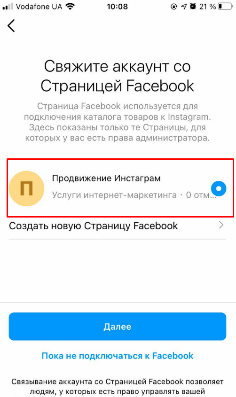 Vodafone UA
10:08
21 %
Свяжите аккаунт со
Страницей Facebook
Страница Facebook используется для
подключения каталога товаров к Instagram.
Здесь показаны только те Страницы, для
которых у вас есть права администратора.
П
Продвижение Инстаграм
Услуги интернет-маркетинга · 0 отм...
Создать новую Страницу Facebook
Далее
Пока не подключаться к Facebook
Связывание аккаунта со Страницей Facebook позволяет
людям, у которых есть право управлять вашей